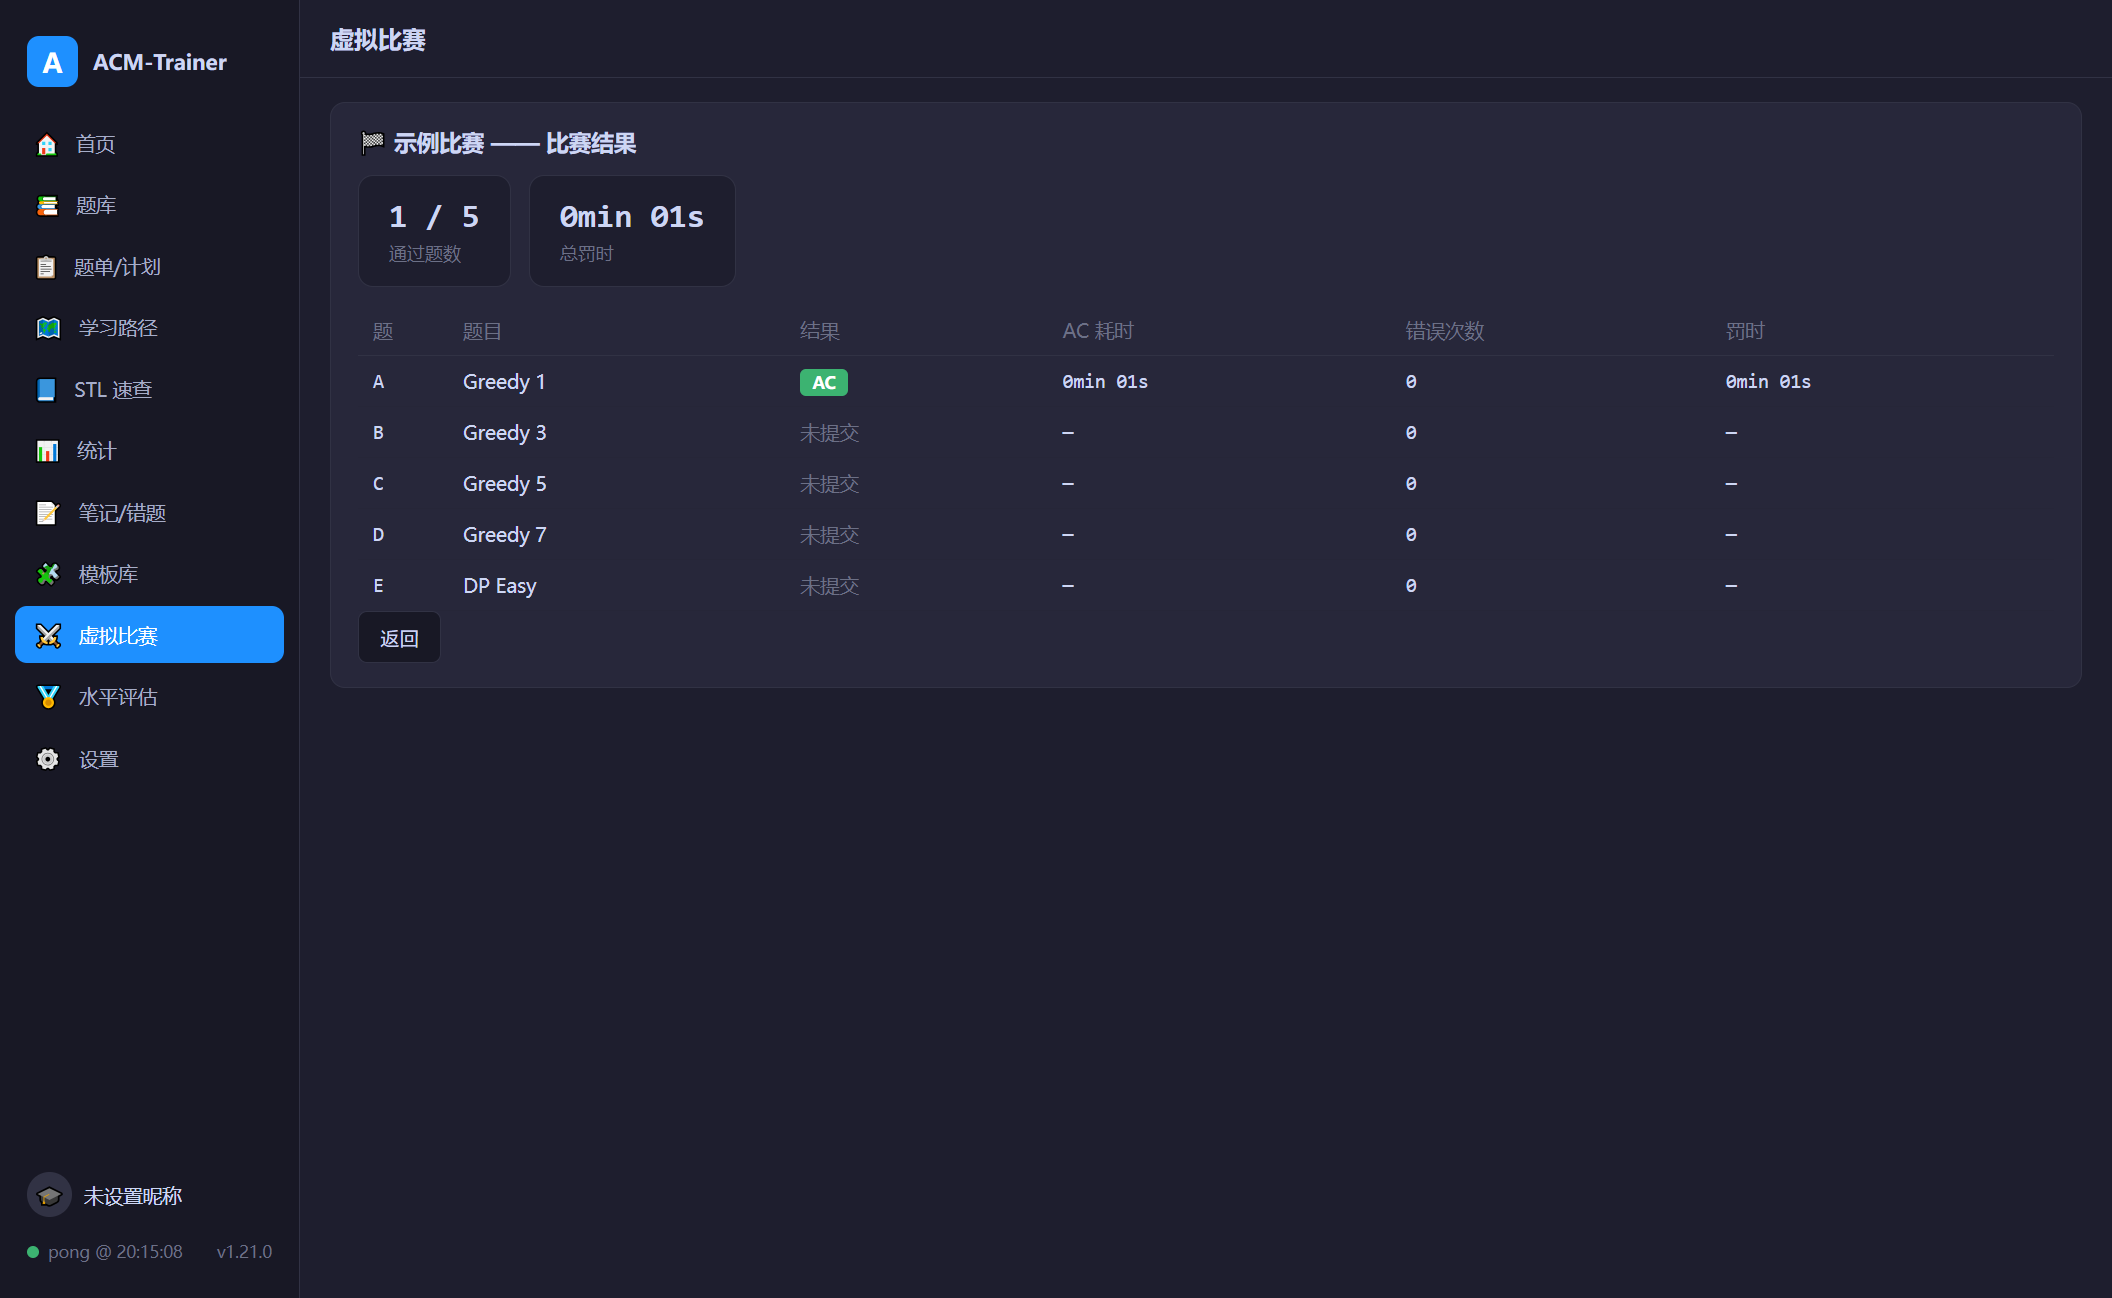 A ACM-Trainer
首页
题库
题单/计划
学习路径
STL 速查
统计
笔记/错题
模板库
虚拟比赛
水平评估
设置
未设置昵称
pong @ 20:15:08 v1.21.0
虚拟比赛
示例比赛 —— 比赛结果
1 / 5
通过题数
0min 01s
总罚时
题 题目 结果 AC 耗时 错误次数 罚时
A Greedy 1 AC 0min 01s 0 0min 01s
B Greedy 3 未提交 — 0 —
C Greedy 5 未提交 — 0 —
D Greedy 7 未提交 — 0 —
E DP Easy 未提交 — 0 —
返回